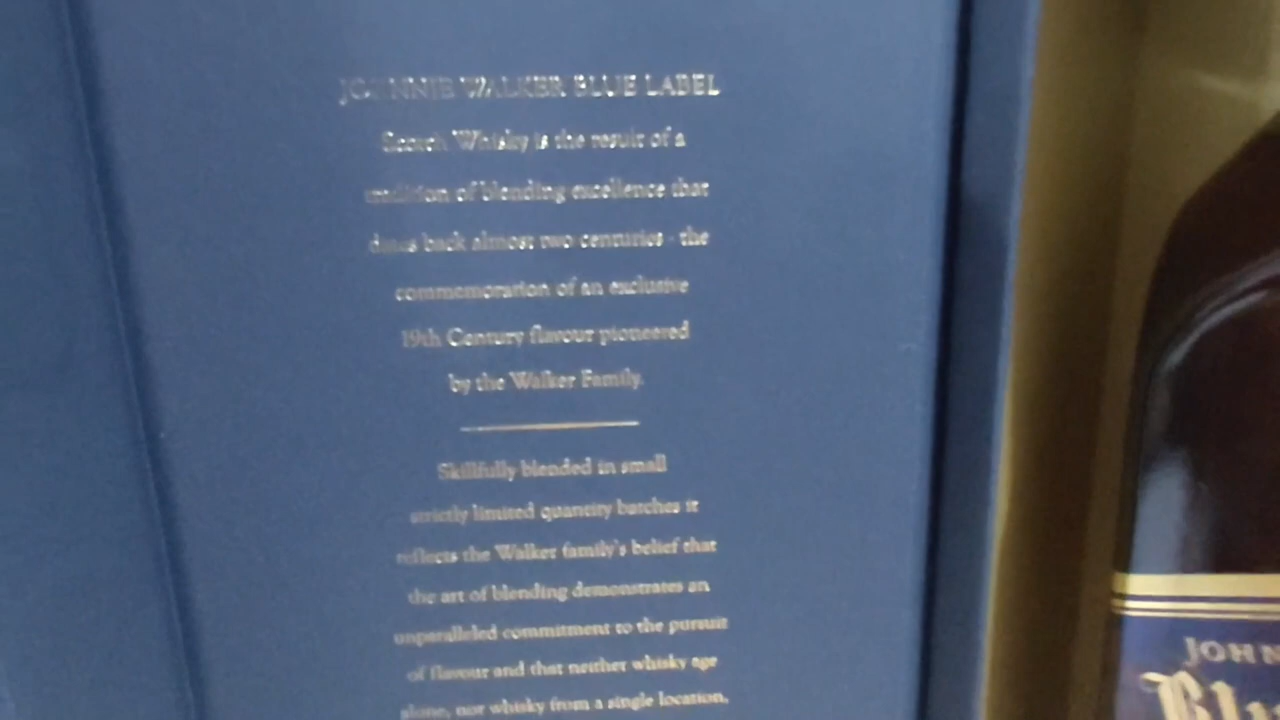 JOHNNIE WALKER BLUE LABEL
Scotch Whisky is the result of a
tradition of blending excellence that
dates back almost two centuries - the
commemoration of an exclusive
19th Century flavour pioneered
by the Walker Family.
Skillfully blended in small
strictly limited quantity batches it
reflects the Walker family's belief that
the art of blending demonstrates an
unparalleled commitment to the pursuit
of flavour and that neither whisky age
alone, nor whisky from a single location,
JOHN
Blu